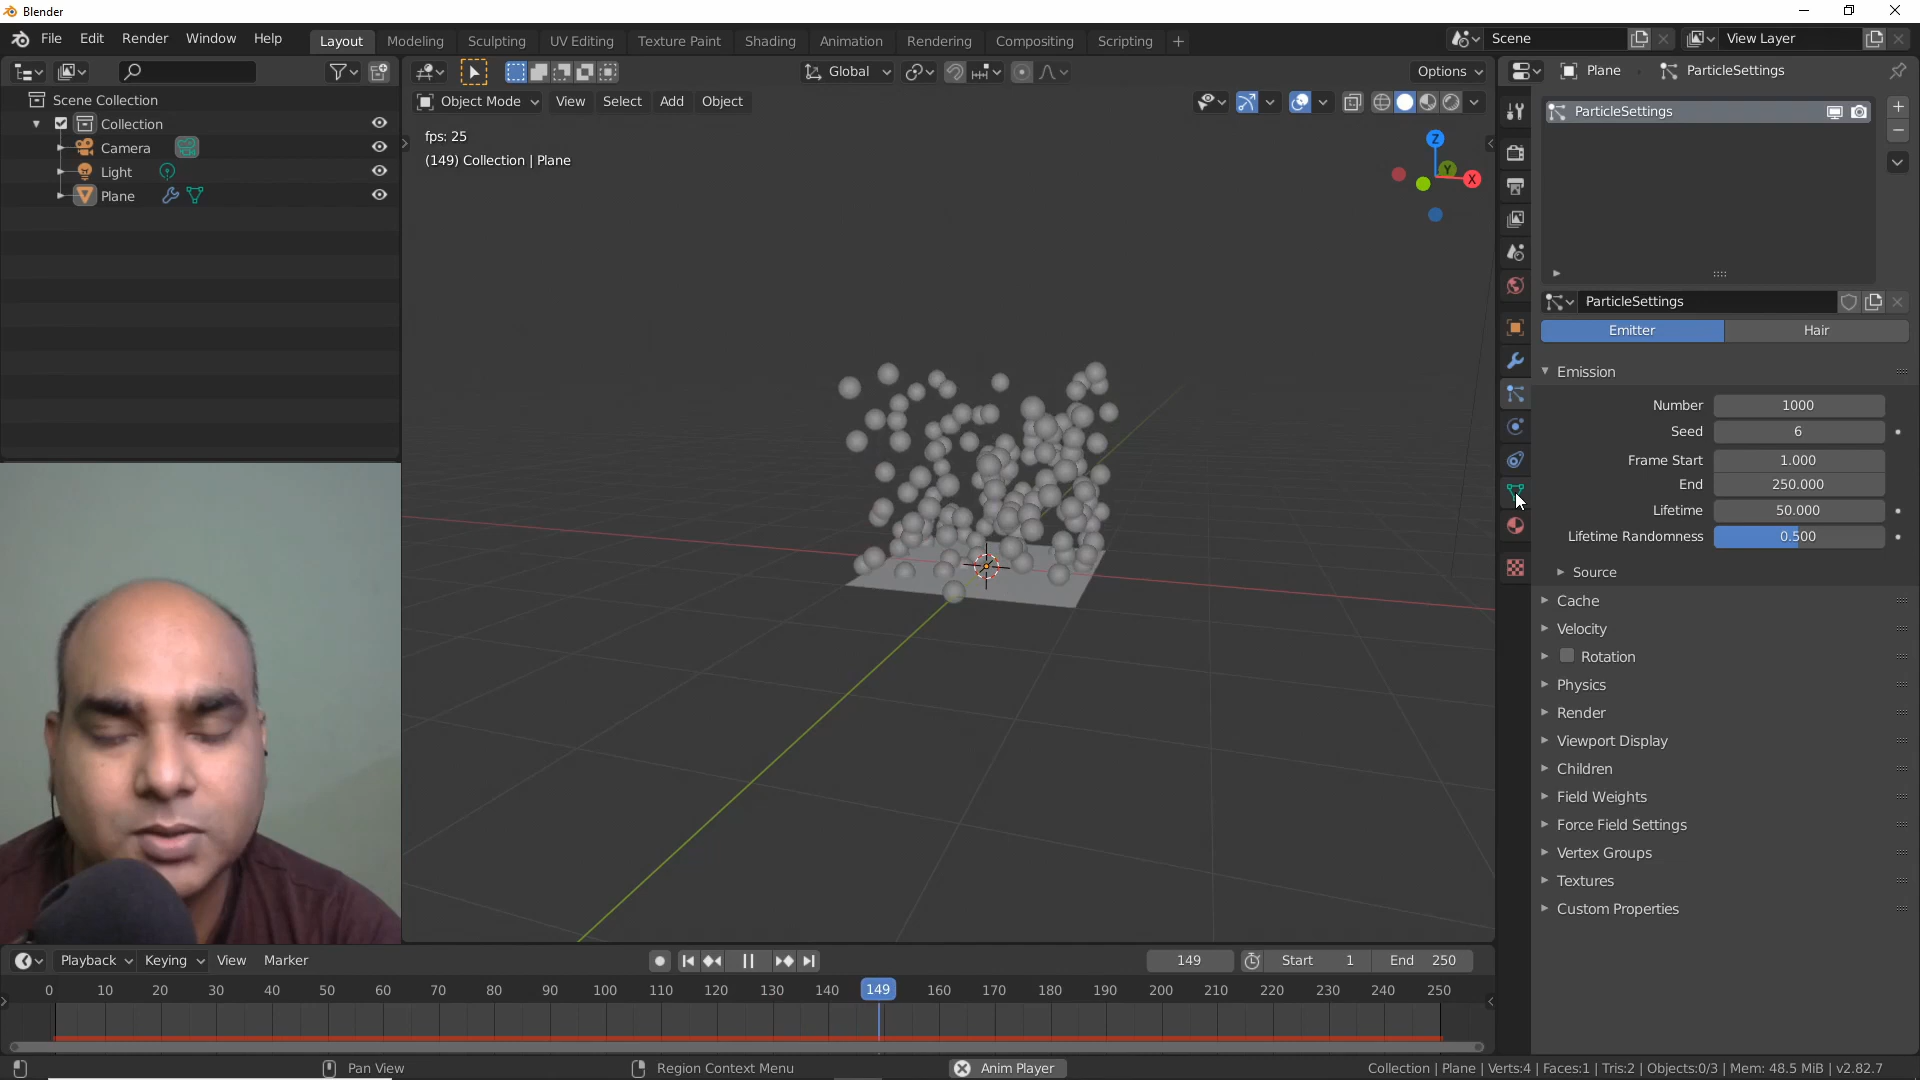 Blender
File Edit Render Window Help
Layout Modeling Sculpting UV Editing Texture Paint Shading Animation Rendering Compositing Scripting +
Scene
View Layer
Global
Options
Plane
ParticleSettings
Scene Collection
Collection
Camera
Light
Plane
Object Mode View Select Add Object
fps: 25
(149) Collection | Plane
Z
Y
X
ParticleSettings
ParticleSettings
Emitter Hair
Emission
Number 1000
Seed 6
Frame Start 1.000
End 250.000
Lifetime 50.000
Lifetime Randomness 0.500
Source
Cache
Velocity
Rotation
Physics
Render
Viewport Display
Children
Field Weights
Force Field Settings
Vertex Groups
Textures
Custom Properties
Playback Keying View Marker
149 Start 1 End 250
0 10 20 30 40 50 60 70 80 90 100 110 120 130 140 149 160 170 180 190 200 210 220 230 240 250
Pan View
Region Context Menu
Anim Player
Collection | Plane | Verts:4 | Faces:1 | Tris:2 | Objects:0/3 | Mem: 48.5 MiB | v2.82.7